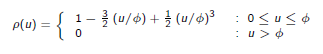 ρ(u) = { 1 − 3/2 (u/φ) + 1/2 (u/φ)³ : 0 ≤ u ≤ φ
0 : u > φ